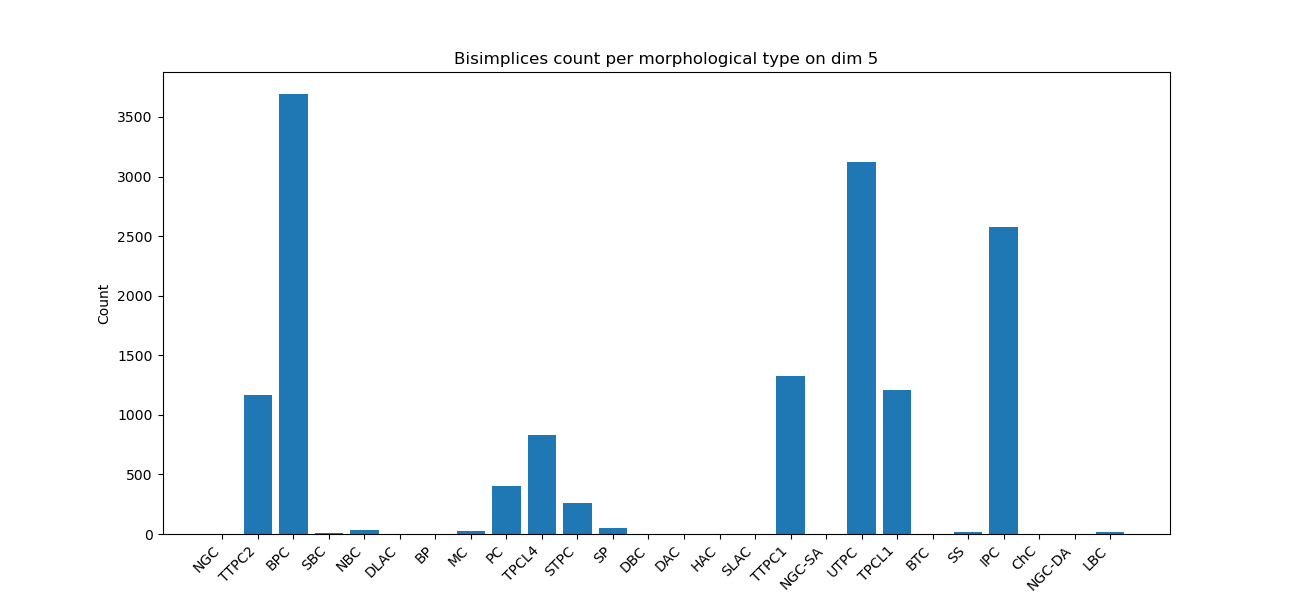 Bisimplices count per morphological type on dim 5
Count
3500
3000
2500
2000
1500
1000
500
0
NGC
TTPC2
BPC
SBC
NBC
DLAC
BP
MC
PC
TPCL4
STPC
SP
DBC
DAC
HAC
SLAC
TTPC1
NGC-SA
UTPC
TPCL1
BTC
SS
IPC
ChC
NGC-DA
LBC